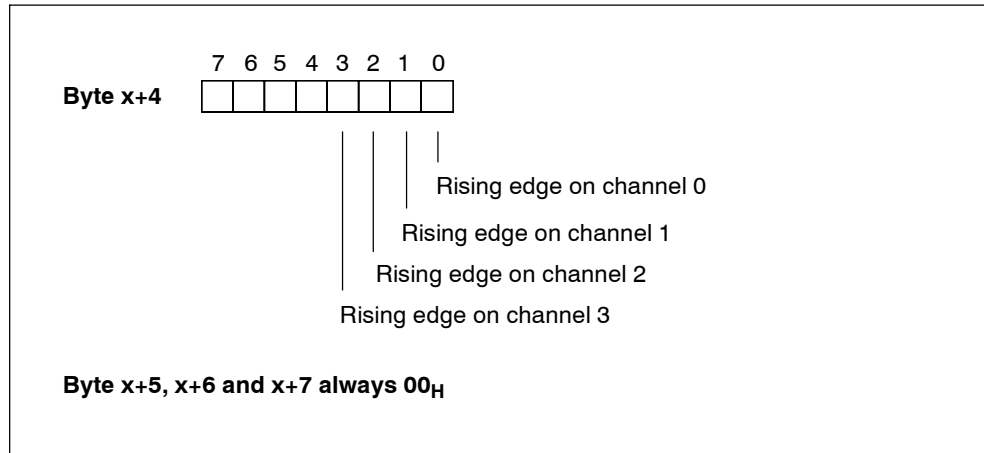 7 6 5 4 3 2 1 0
Byte x+4
Rising edge on channel 0
Rising edge on channel 1
Rising edge on channel 2
Rising edge on channel 3
Byte x+5, x+6 and x+7 always 00H